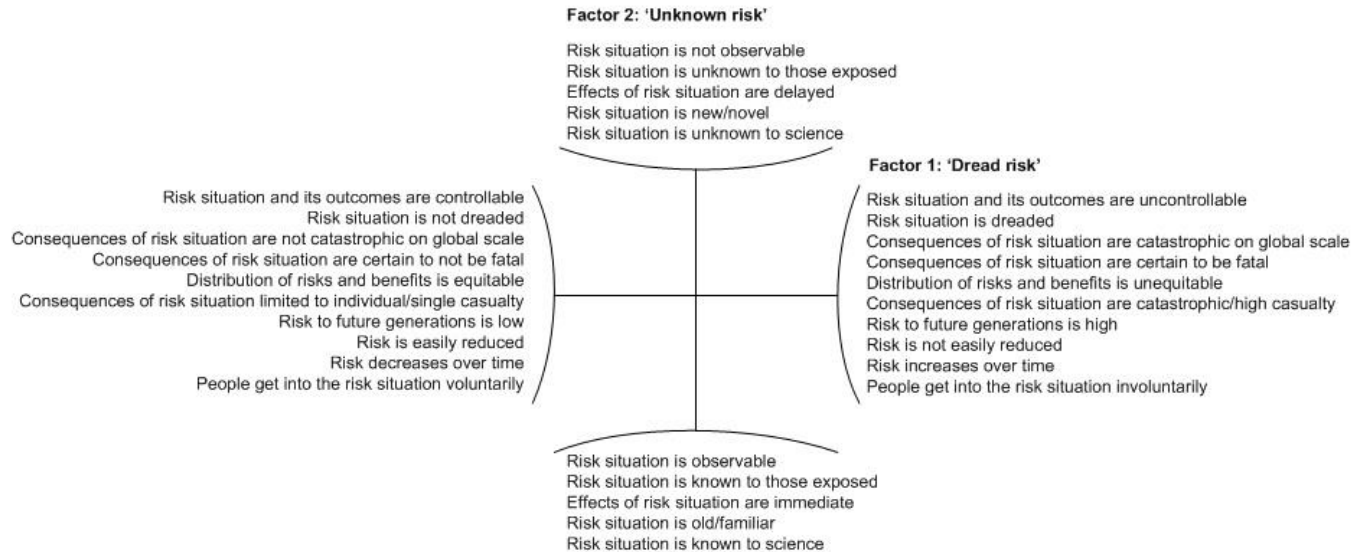 Factor 2: ‘Unknown risk’
Risk situation is not observable
Risk situation is unknown to those exposed
Effects of risk situation are delayed
Risk situation is new/novel
Risk situation is unknown to science
Risk situation and its outcomes are controllable
Risk situation is not dreaded
Consequences of risk situation are not catastrophic on global scale
Consequences of risk situation are certain to not be fatal
Distribution of risks and benefits is equitable
Consequences of risk situation limited to individual/single casualty
Risk to future generations is low
Risk is easily reduced
Risk decreases over time
People get into the risk situation voluntarily
Factor 1: ‘Dread risk’
Risk situation and its outcomes are uncontrollable
Risk situation is dreaded
Consequences of risk situation are catastrophic on global scale
Consequences of risk situation are certain to be fatal
Distribution of risks and benefits is unequitable
Consequences of risk situation are catastrophic/high casualty
Risk to future generations is high
Risk is not easily reduced
Risk increases over time
People get into the risk situation involuntarily
Risk situation is observable
Risk situation is known to those exposed
Effects of risk situation are immediate
Risk situation is old/familiar
Risk situation is known to science